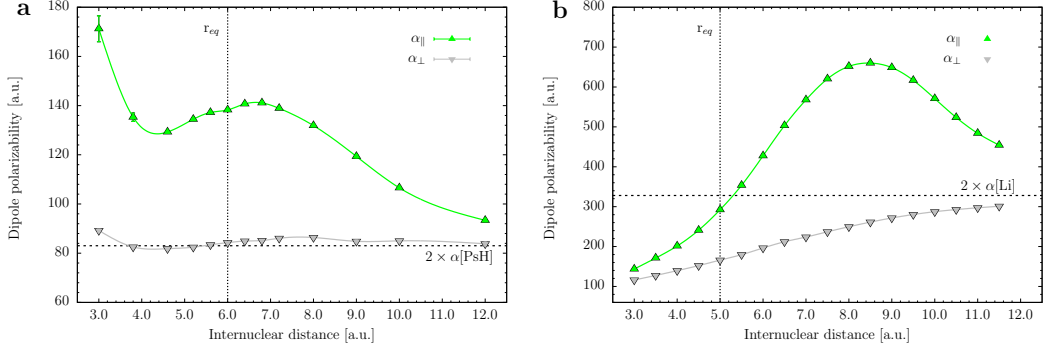 a
180
160
140
120
100
80
60
Dipole polarizability [a.u.]
r_eq
α∥
α⊥
2 × α[PsH]
3.0 4.0 5.0 6.0 7.0 8.0 9.0 10.0 11.0 12.0
Internuclear distance [a.u.]
b
800
700
600
500
400
300
200
100
Dipole polarizability [a.u.]
r_eq
α∥
α⊥
2 × α[Li]
3.0 4.0 5.0 6.0 7.0 8.0 9.0 10.0 11.0 12.0
Internuclear distance [a.u.]